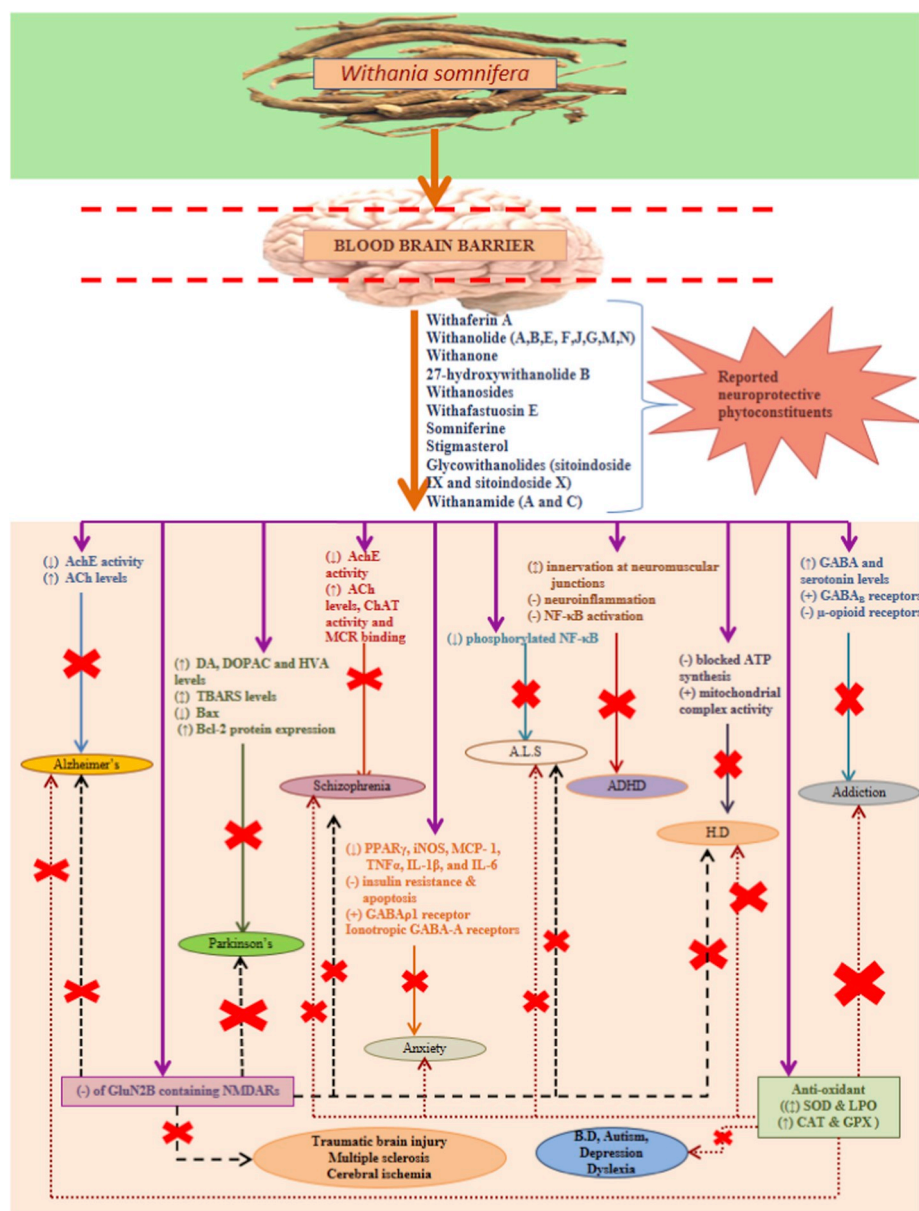 Withania somnifera
BLOOD BRAIN BARRIER
Withaferin A
Withanolide (A,B,E, F,J,G,M,N)
Withanone
27-hydroxywithanolide B
Withanosides
Withafastuosin E
Somniferine
Stigmasterol
Glycowithanolides (sitoindoside
IX and sitoindoside X)
Withanamide (A and C)
Reported
neuroprotective
phytoconstituents
(↓) AchE activity
(↑) ACh levels
(↑) DA, DOPAC and HVA
levels
(↕) TBARS levels
(↓) Bax
(↑) Bcl-2 protein expression
(↓) AchE
activity
(↑) ACh
levels, ChAT
activity and
MCR binding
(↓) phosphorylated NF-κB
(↕) innervation at neuromuscular
junctions
(-) neuroinflammation
(-) NF-κB activation
(-) blocked ATP
synthesis
(+) mitochondrial
complex activity
(↑) GABA and
serotonin levels
(+) GABAB receptors
(-) μ-opioid receptors
Alzheimer's
Schizophrenia
A.L.S
ADHD
Addiction
H.D
(↓) PPARγ, iNOS, MCP- 1,
TNFα, IL-1β, and IL-6
(-) insulin resistance &
apoptosis
(+) GABAρ1 receptor
Ionotropic GABA-A receptors
Parkinson's
Anxiety
(-) of GluN2B containing NMDARs
Anti-oxidant
((↕) SOD & LPO
(↑) CAT & GPX )
Traumatic brain injury
Multiple sclerosis
Cerebral ischemia
B.D, Autism,
Depression
Dyslexia